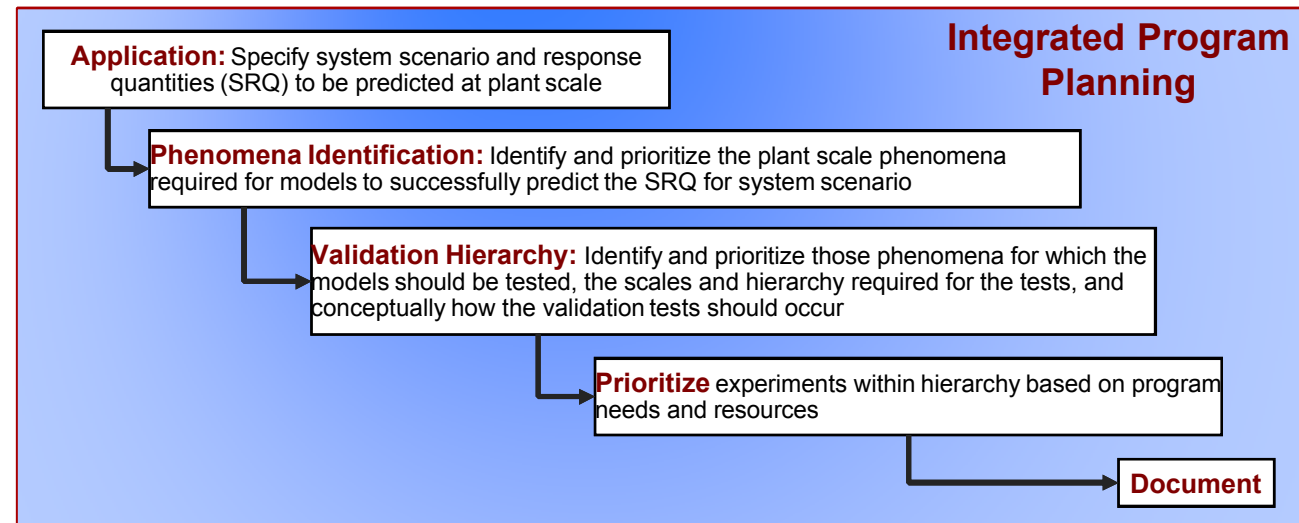 Integrated Program
Planning
Application: Specify system scenario and response
quantities (SRQ) to be predicted at plant scale
Phenomena Identification: Identify and prioritize the plant scale phenomena
required for models to successfully predict the SRQ for system scenario
Validation Hierarchy: Identify and prioritize those phenomena for which the
models should be tested, the scales and hierarchy required for the tests, and
conceptually how the validation tests should occur
Prioritize experiments within hierarchy based on program
needs and resources
Document